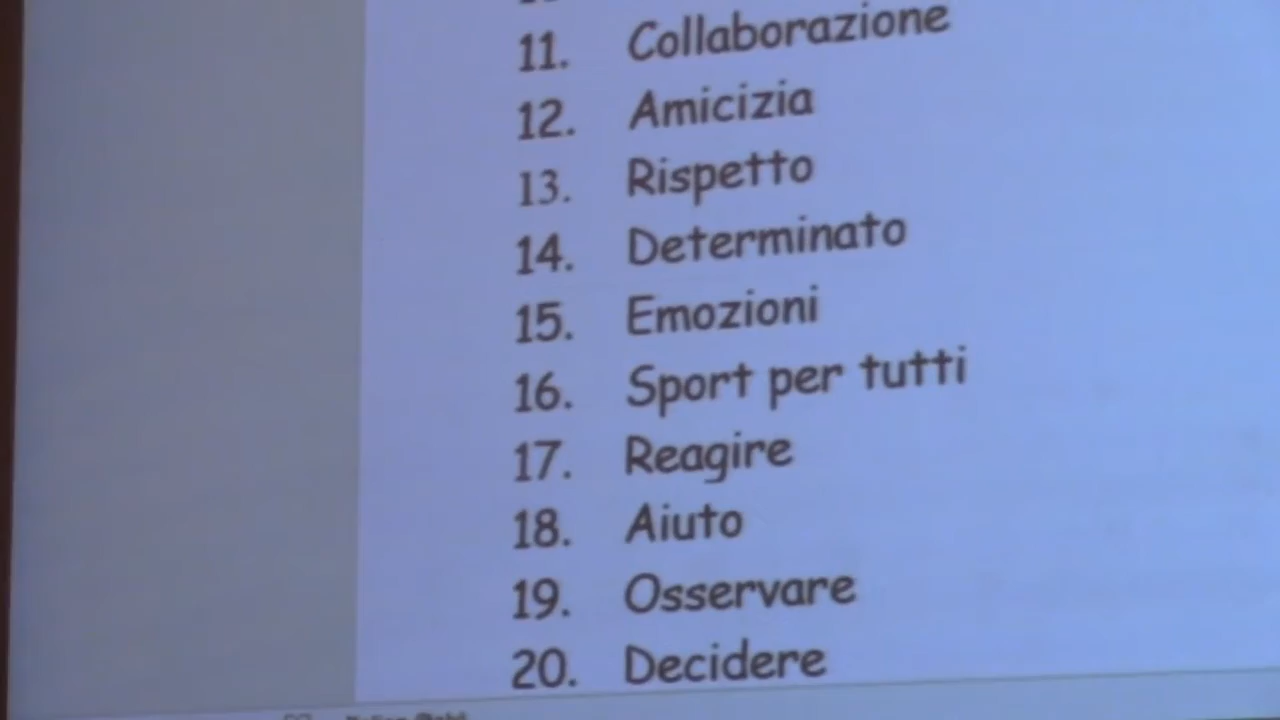 11. Collaborazione
12. Amicizia
13. Rispetto
14. Determinato
15. Emozioni
16. Sport per tutti
17. Reagire
18. Aiuto
19. Osservare
20. Decidere